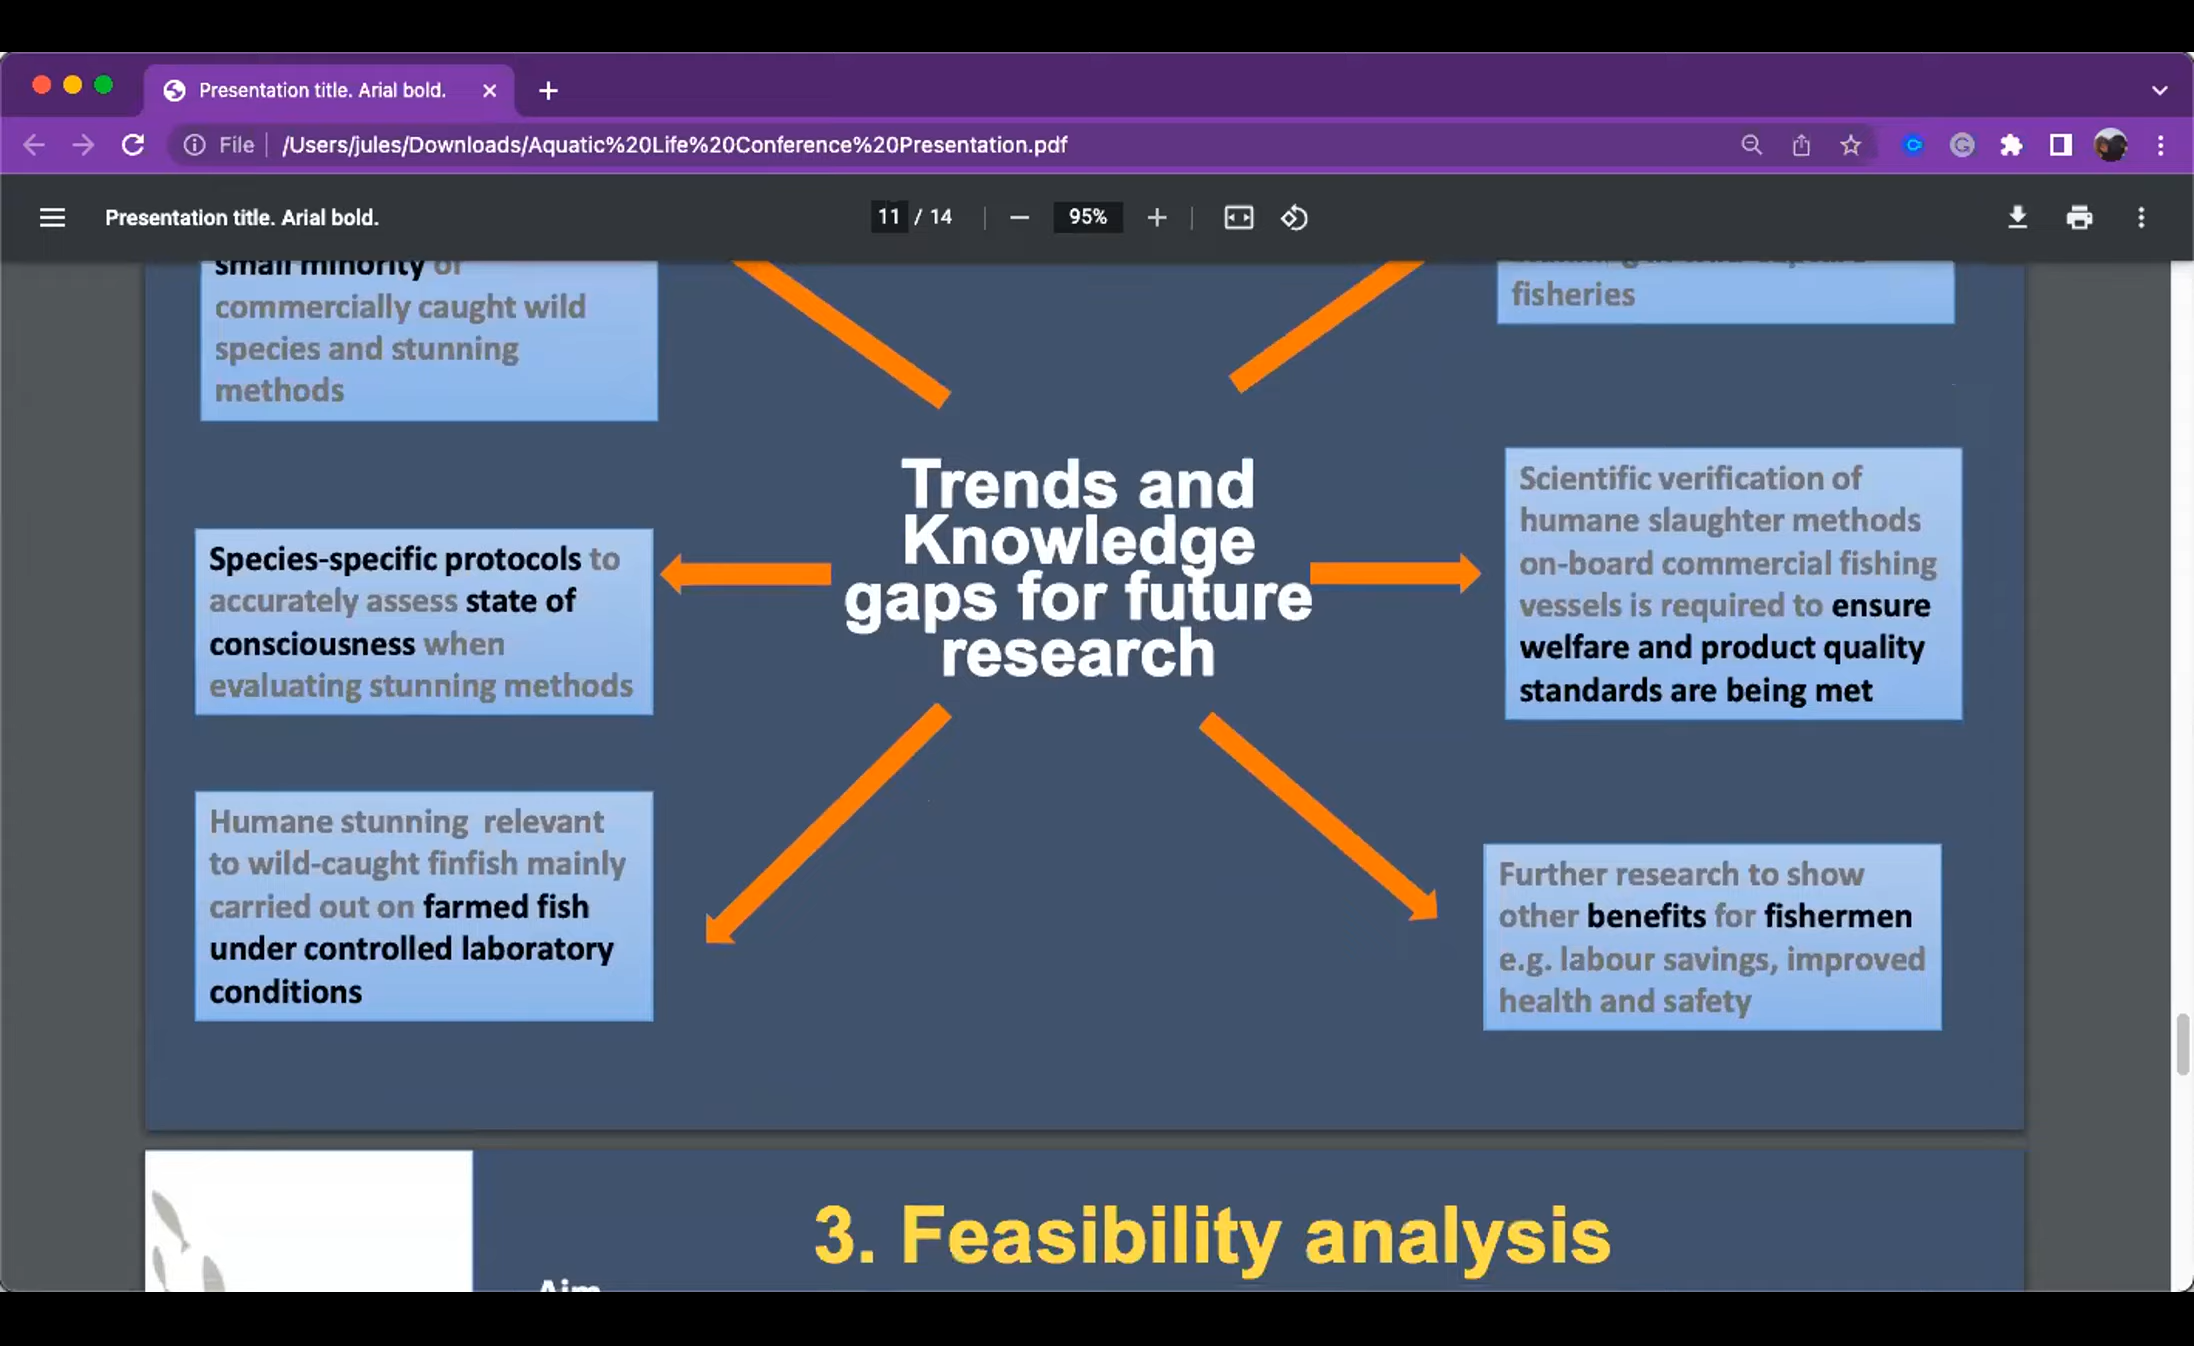 Presentation title. Arial bold.
File
/Users/jules/Downloads/Aquatic%20Life%20Conference%20Presentation.pdf
Presentation title. Arial bold.
11 / 14
95%
small minority of
commercially caught wild
species and stunning
methods
fisheries
Trends and
Knowledge
gaps for future
research
Species-specific protocols to
accurately assess state of
consciousness when
evaluating stunning methods
Scientific verification of
humane slaughter methods
on-board commercial fishing
vessels is required to ensure
welfare and product quality
standards are being met
Humane stunning relevant
to wild-caught finfish mainly
carried out on farmed fish
under controlled laboratory
conditions
Further research to show
other benefits for fishermen
e.g. labour savings, improved
health and safety
3. Feasibility analysis
Aim